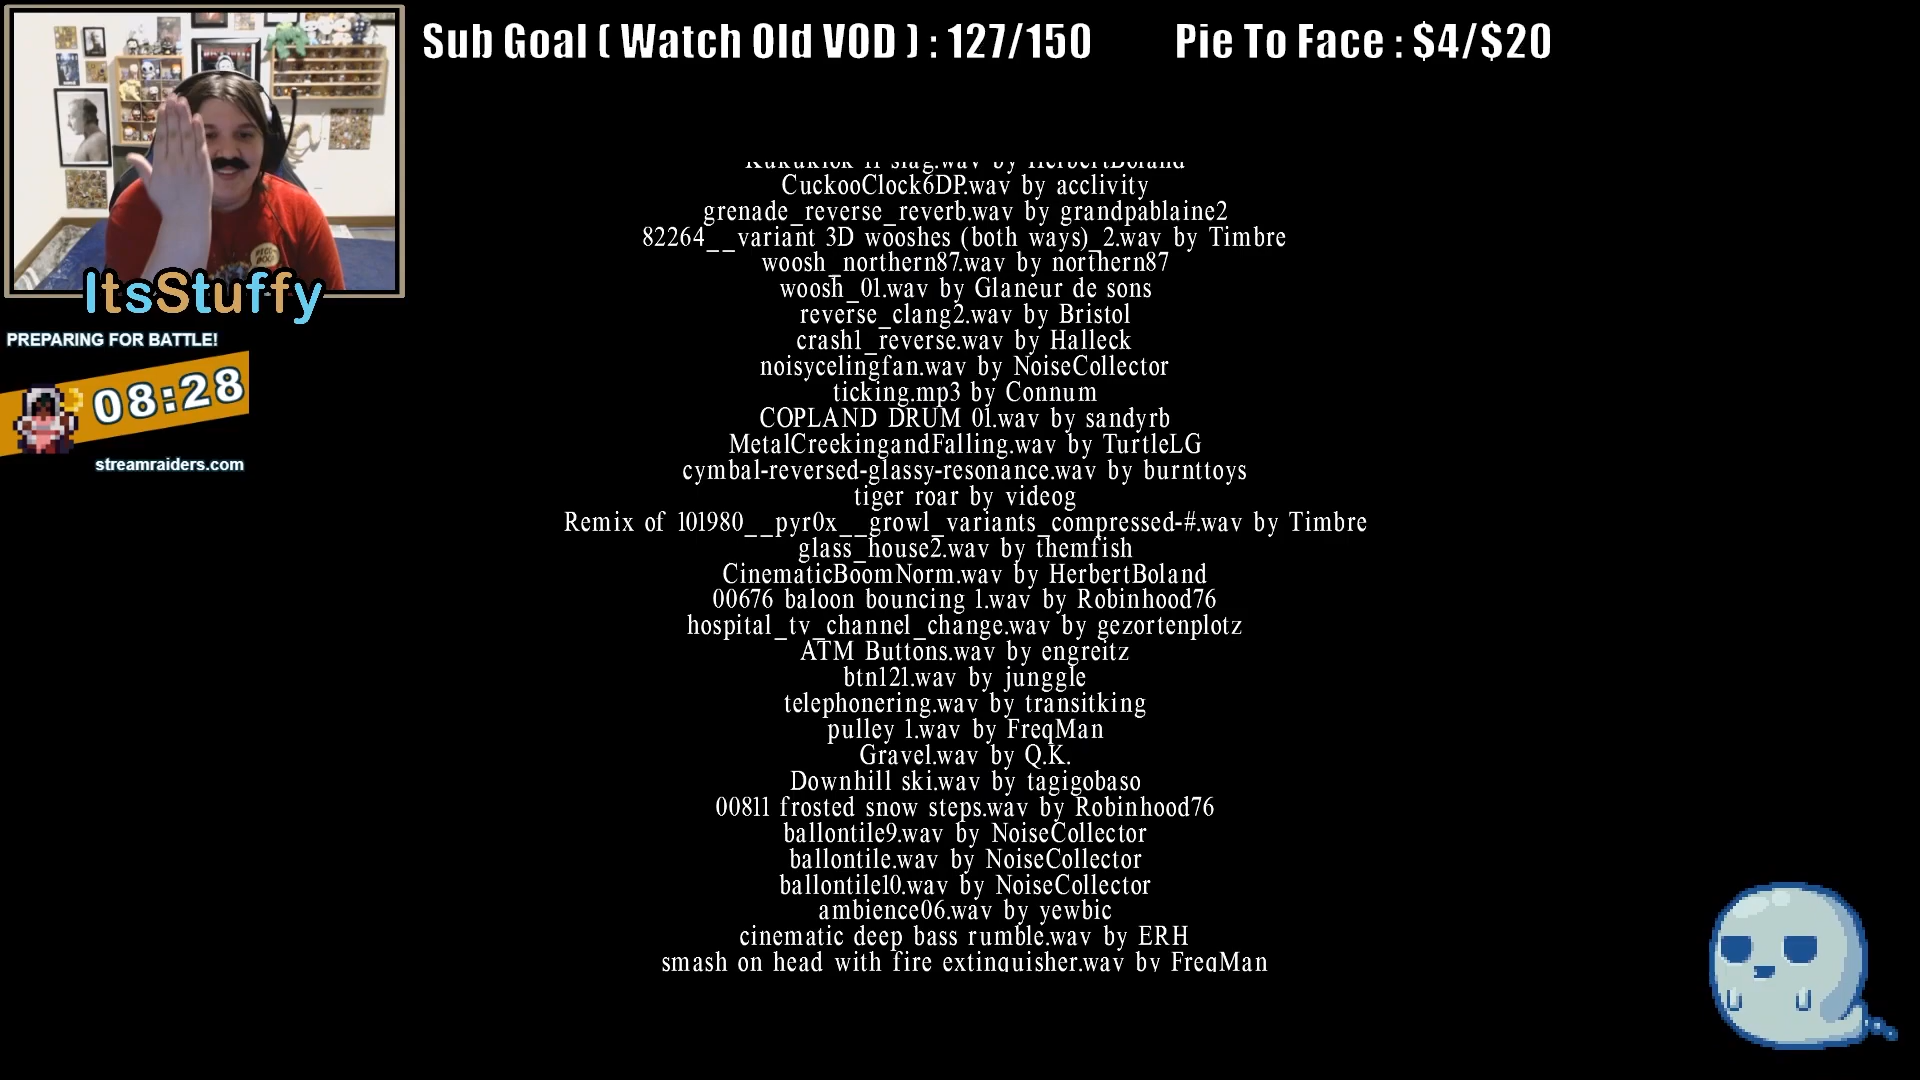 Sub Goal ( Watch Old VOD ) : 127/150
Pie To Face : $4/$20
ItsStuffy
PREPARING FOR BATTLE!
08:28
streamraiders.com
CuckooClock6DP.wav by acclivity
grenade_reverse_reverb.wav by grandpablaine2
82264__variant 3D wooshes (both ways)_2.wav by Timbre
woosh_northern87.wav by northern87
woosh_01.wav by Glaneur de sons
reverse_clang2.wav by Bristol
crash1_reverse.wav by Halleck
noisycelingfan.wav by NoiseCollector
ticking.mp3 by Connum
COPLAND DRUM 01.wav by sandyrb
MetalCreekingandFalling.wav by TurtleLG
cymbal-reversed-glassy-resonance.wav by burnttoys
tiger roar by videog
Remix of 101980__pyr0x__growl_variants_compressed-#.wav by Timbre
glass_house2.wav by themfish
CinematicBoomNorm.wav by HerbertBoland
00676 baloon bouncing 1.wav by Robinhood76
hospital_tv_channel_change.wav by gezortenplotz
ATM Buttons.wav by engreitz
btn121.wav by junggle
telephonering.wav by transitking
pulley 1.wav by FreqMan
Gravel.wav by Q.K.
Downhill ski.wav by tagigobaso
00811 frosted snow steps.wav by Robinhood76
ballontile9.wav by NoiseCollector
ballontile.wav by NoiseCollector
ballontile10.wav by NoiseCollector
ambience06.wav by yewbic
cinematic deep bass rumble.wav by ERH
smash on head with fire extinguisher.wav by FreqMan